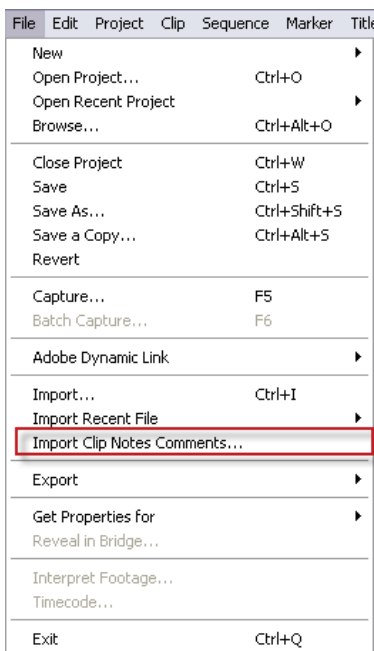 File Edit Project Clip Sequence Marker Title
New
Open Project... Ctrl+O
Open Recent Project
Browse... Ctrl+Alt+O
Close Project Ctrl+W
Save Ctrl+S
Save As... Ctrl+Shift+S
Save a Copy... Ctrl+Alt+S
Revert
Capture... F5
Batch Capture... F6
Adobe Dynamic Link
Import... Ctrl+I
Import Recent File
Import Clip Notes Comments...
Export
Get Properties for
Reveal in Bridge...
Interpret Footage...
Timecode...
Exit Ctrl+Q